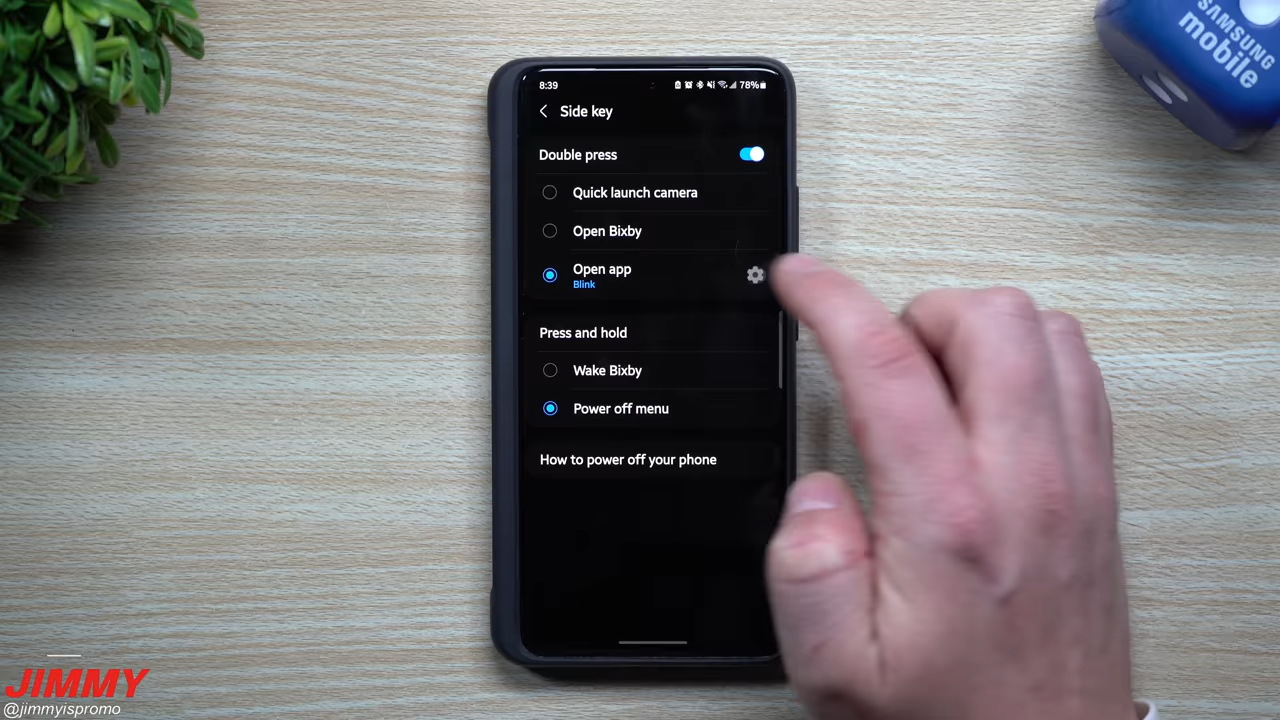 SAMSUNG
mobile
8:39
78%
Side key
Double press
Quick launch camera
Open Bixby
Open app
Blink
Press and hold
Wake Bixby
Power off menu
How to power off your phone
JIMMY
@jimmyispromo